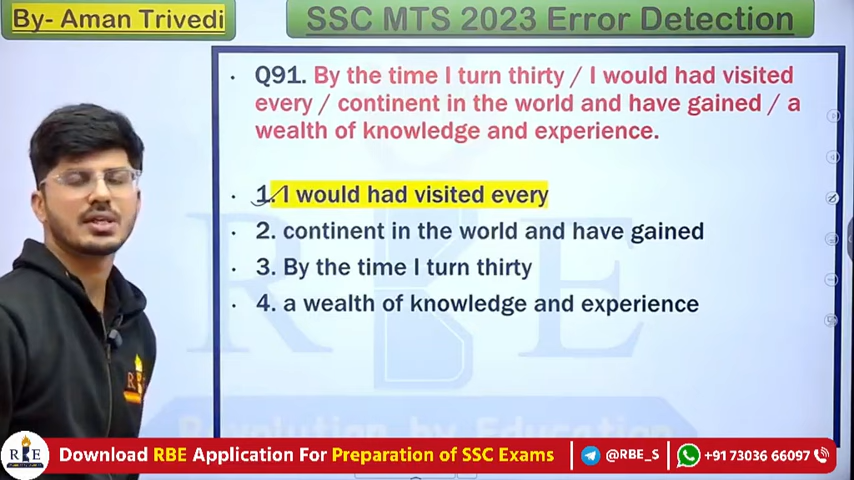 By- Aman Trivedi
SSC MTS 2023 Error Detection
• Q91. By the time I turn thirty / I would had visited
every / continent in the world and have gained / a
wealth of knowledge and experience.
• 1. I would had visited every
• 2. continent in the world and have gained
• 3. By the time I turn thirty
• 4. a wealth of knowledge and experience
RBE
R B E
Revolution by Education
RBE
Download RBE Application For Preparation of SSC Exams
@RBE_S
+91 73036 66097